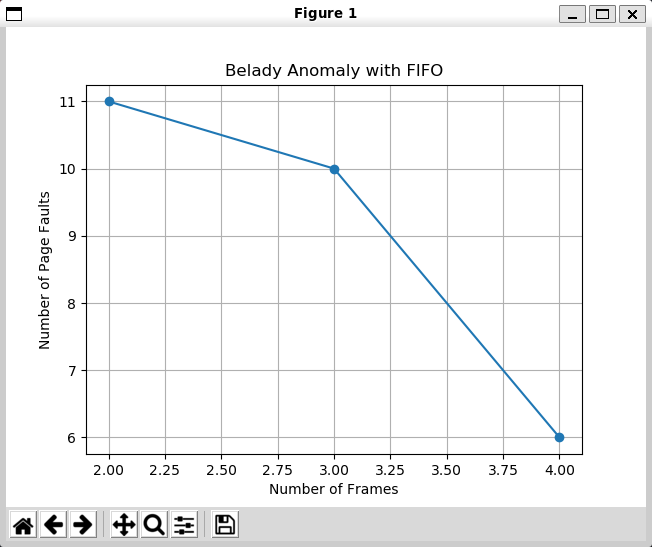 Figure 1
Belady Anomaly with FIFO
Number of Page Faults
11
10
9
8
7
6
2.00 2.25 2.50 2.75 3.00 3.25 3.50 3.75 4.00
Number of Frames